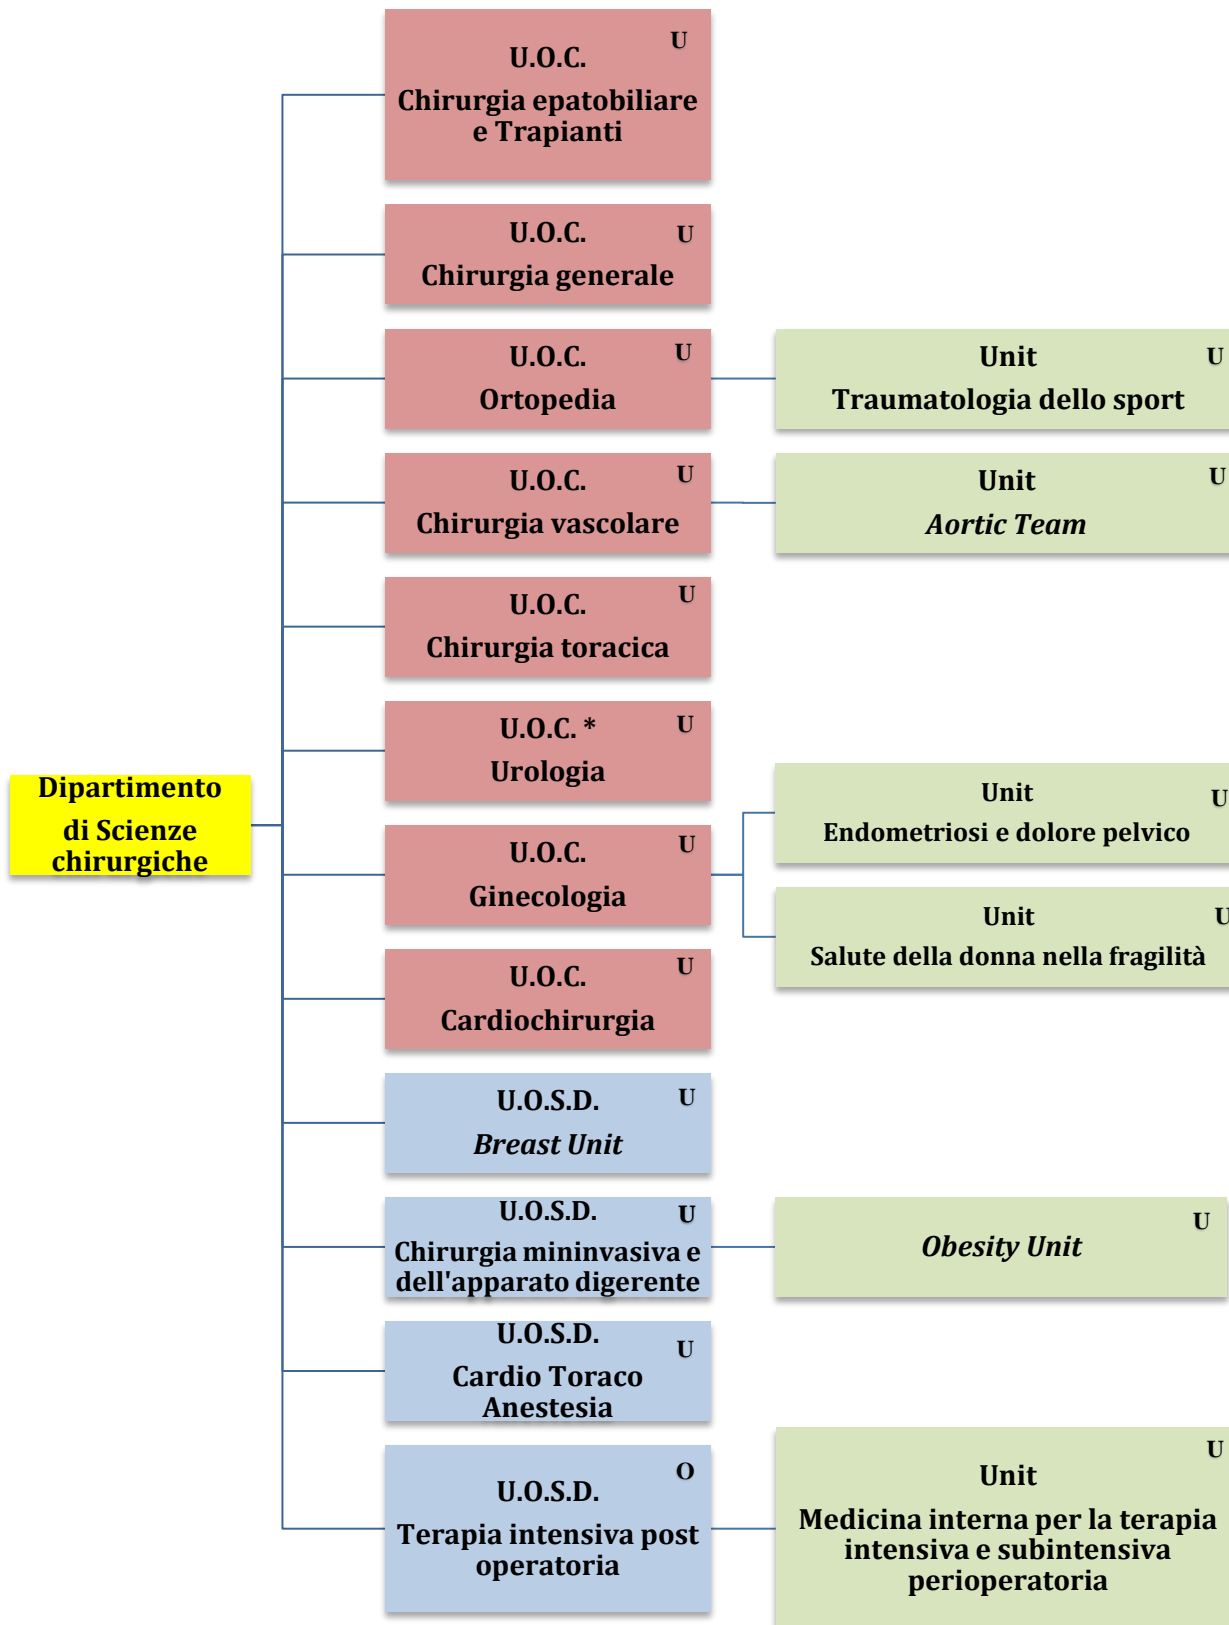 U
U.O.C.
Chirurgia epatobiliare
e Trapianti
U.O.C.
U
Chirurgia generale
U.O.C.
U
Ortopedia
Unit
U
Traumatologia dello sport
U.O.C.
U
Chirurgia vascolare
Unit
U
Aortic Team
U.O.C.
U
Chirurgia toracica
U.O.C. *
U
Urologia
Dipartimento
di Scienze
chirurgiche
U.O.C.
U
Ginecologia
Unit
U
Endometriosi e dolore pelvico
Unit
U
Salute della donna nella fragilità
U.O.C.
U
Cardiochirurgia
U.O.S.D.
U
Breast Unit
U.O.S.D.
U
Chirurgia mininvasiva e
dell'apparato digerente
U
Obesity Unit
U.O.S.D.
U
Cardio Toraco
Anestesia
O
U.O.S.D.
Terapia intensiva post
operatoria
U
Unit
Medicina interna per la terapia
intensiva e subintensiva
perioperatoria